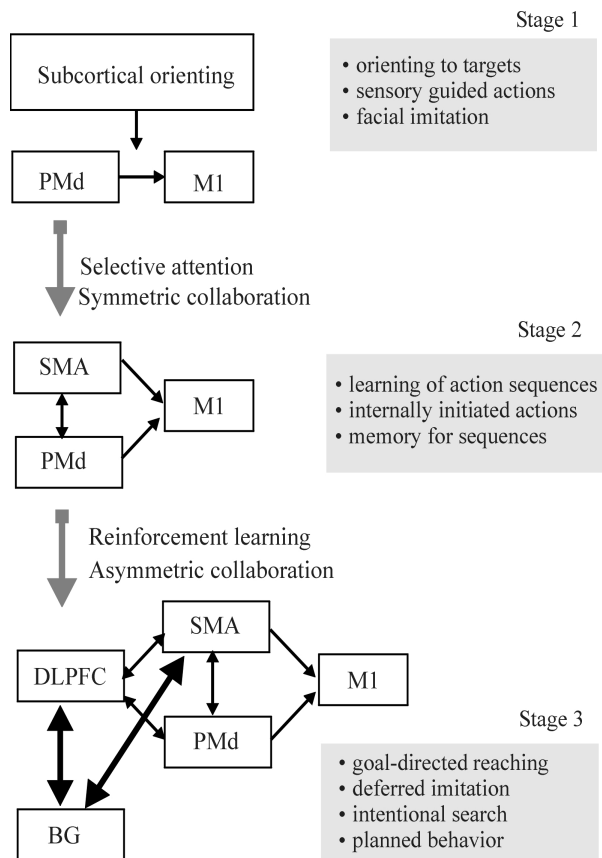 Stage 1
Subcortical orienting
• orienting to targets
• sensory guided actions
• facial imitation
PMd
M1
Selective attention
Symmetric collaboration
Stage 2
SMA
M1
PMd
• learning of action sequences
• internally initiated actions
• memory for sequences
Reinforcement learning
Asymmetric collaboration
SMA
DLPFC
M1
PMd
BG
Stage 3
• goal-directed reaching
• deferred imitation
• intentional search
• planned behavior